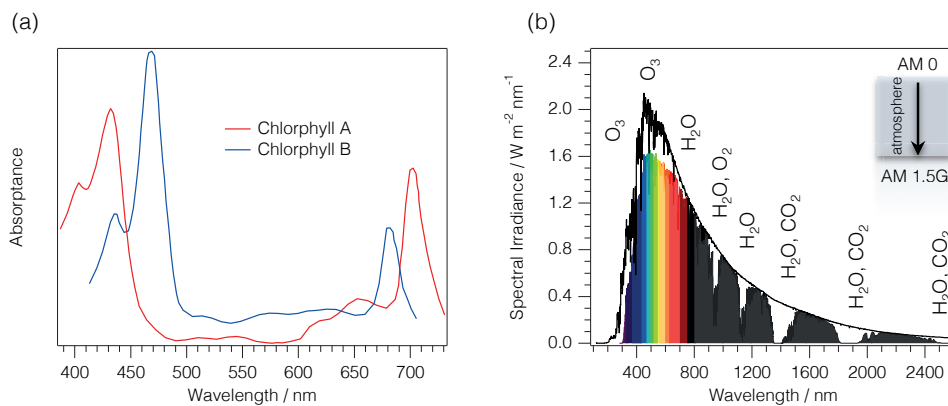 (a)
Absorptance
Chlorphyll A
Chlorphyll B
400
450
500
550
600
650
700
Wavelength / nm
(b)
Spectral Irradiance / W m⁻² nm⁻¹
2.4
2.0
1.6
1.2
0.8
0.4
0.0
O₃
O₃
H₂O
H₂O, O₂
H₂O
H₂O, CO₂
H₂O, CO₂
H₂O, CO₂
AM 0
atmosphere
AM 1.5G
400
800
1200
1600
2000
2400
Wavelength / nm